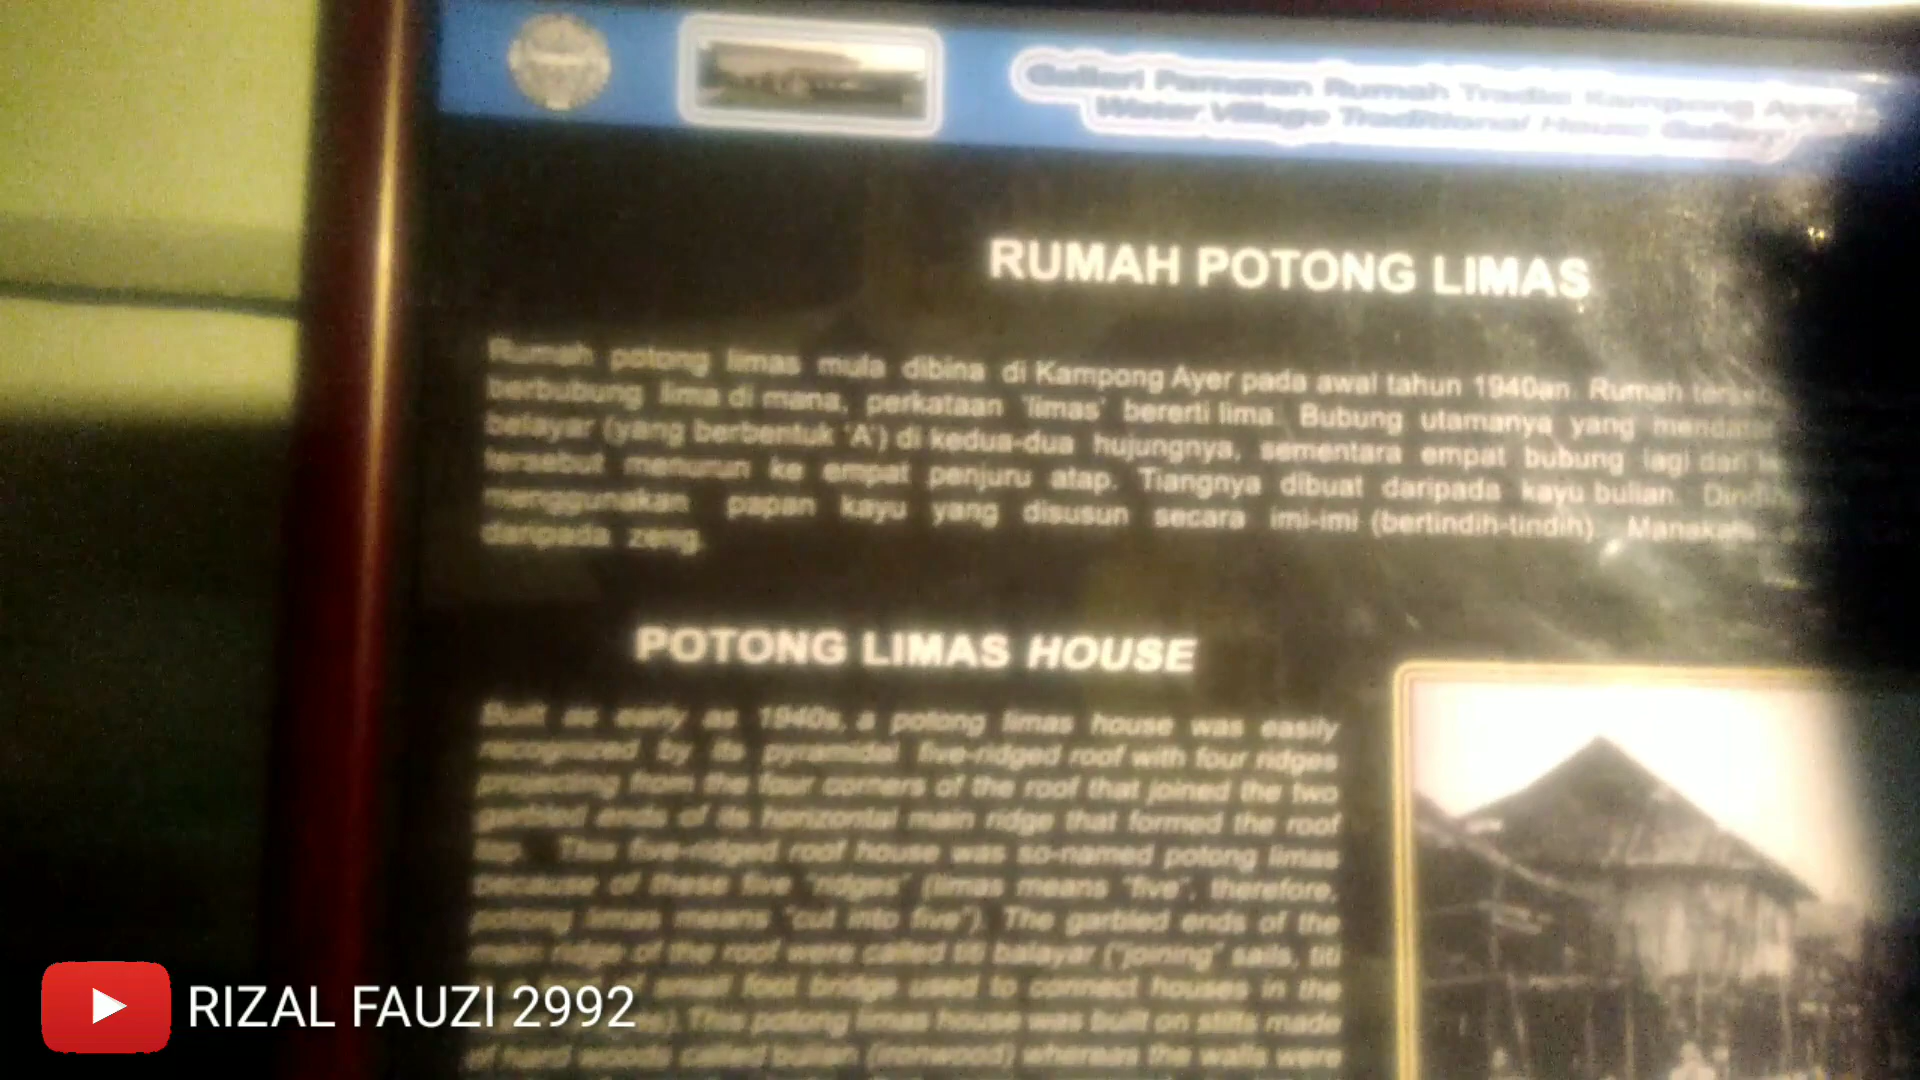 Galleri Pameran Rumah Tradisi Kampong Ayer
Water Village Traditional House Gallery
RUMAH POTONG LIMAS
Rumah potong limas mula dibina di Kampong Ayer pada awal tahun 1940an. Rumah
berbubung lima di mana, perkataan 'limas' bererti lima. Bubung utamanya yang
belayar (yang berbentuk 'A') di kedua-dua hujungnya, sementara empat bubung lagi dari
tersebut menurun ke empat penjuru atap. Tiangnya dibuat daripada kayu bulian.
menggunakan papan kayu yang disusun secara imi-imi (bertindih-tindih). Manakala
daripada zeng.
POTONG LIMAS HOUSE
Built as early as 1940s, a potong limas house was easily
recognized by its pyramidal five-ridged roof with four ridges
projecting from the four corners of the roof that joined the two
garbled ends of its horizontal main ridge that formed the roof
top. This five-ridged roof house was so-named potong limas
because of these five "ridges" (limas means "five", therefore,
potong limas means "cut into five"). The garbled ends of the
main ridge of the roof were called titi balayar ("joining" sails, titi
small foot bridge used to connect houses in the
This potong limas house was built on stilts made
of hard woods called bulian (ironwood) whereas the walls were
RIZAL FAUZI 2992